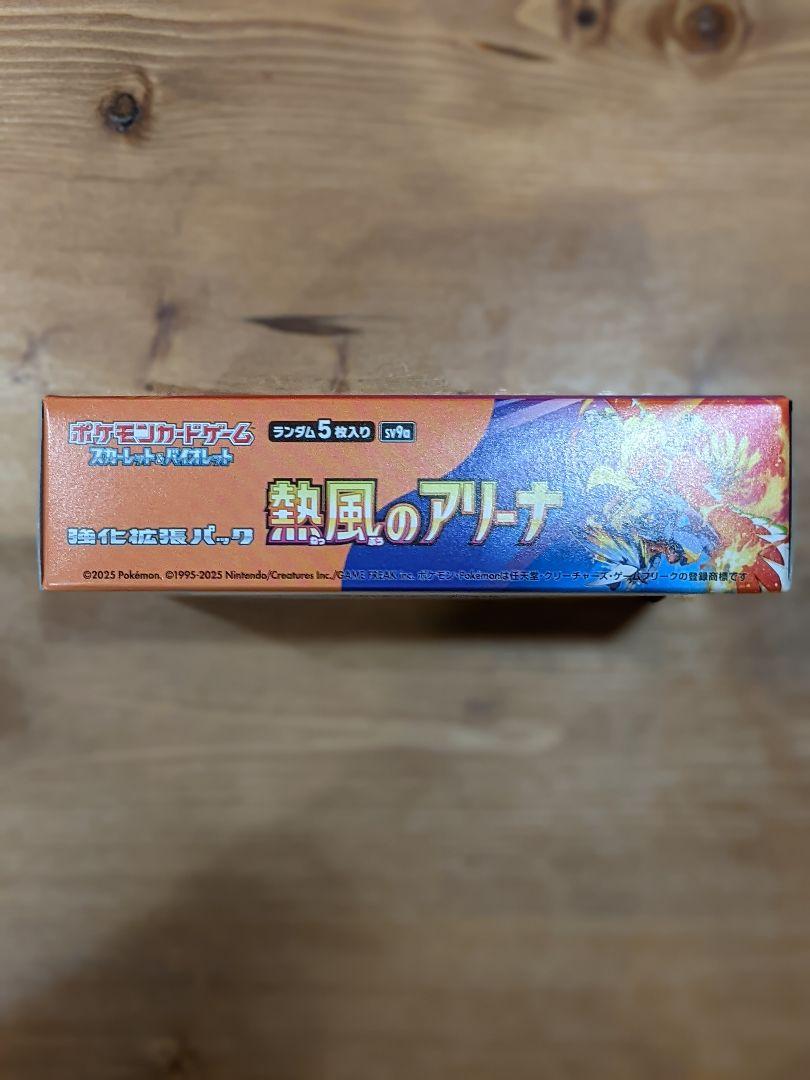 ポケモンカードゲーム
スカーレット&バイオレット
ランダム5枚入り sv9a
強化拡張パック
熱風のアリーナ
ねっ ぷう
©2025 Pokémon. ©1995-2025 Nintendo/Creatures Inc./GAME FREAK inc. ポケモン・Pokémonは任天堂・クリーチャーズ・ゲームフリークの登録商標です